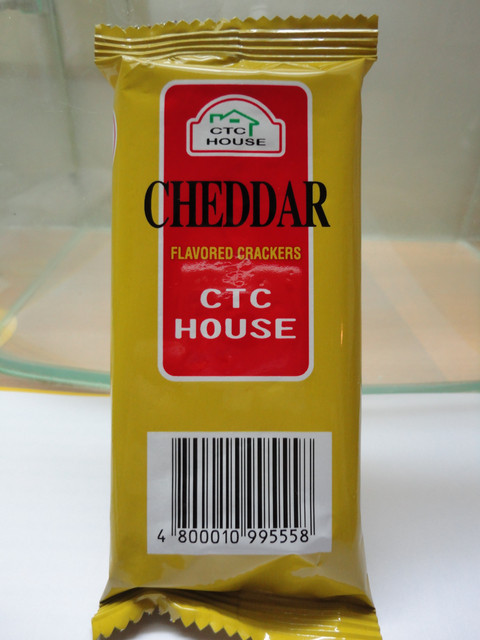 CTC
HOUSE
CHEDDAR
FLAVORED CRACKERS
CTC
HOUSE
4 800010 995558